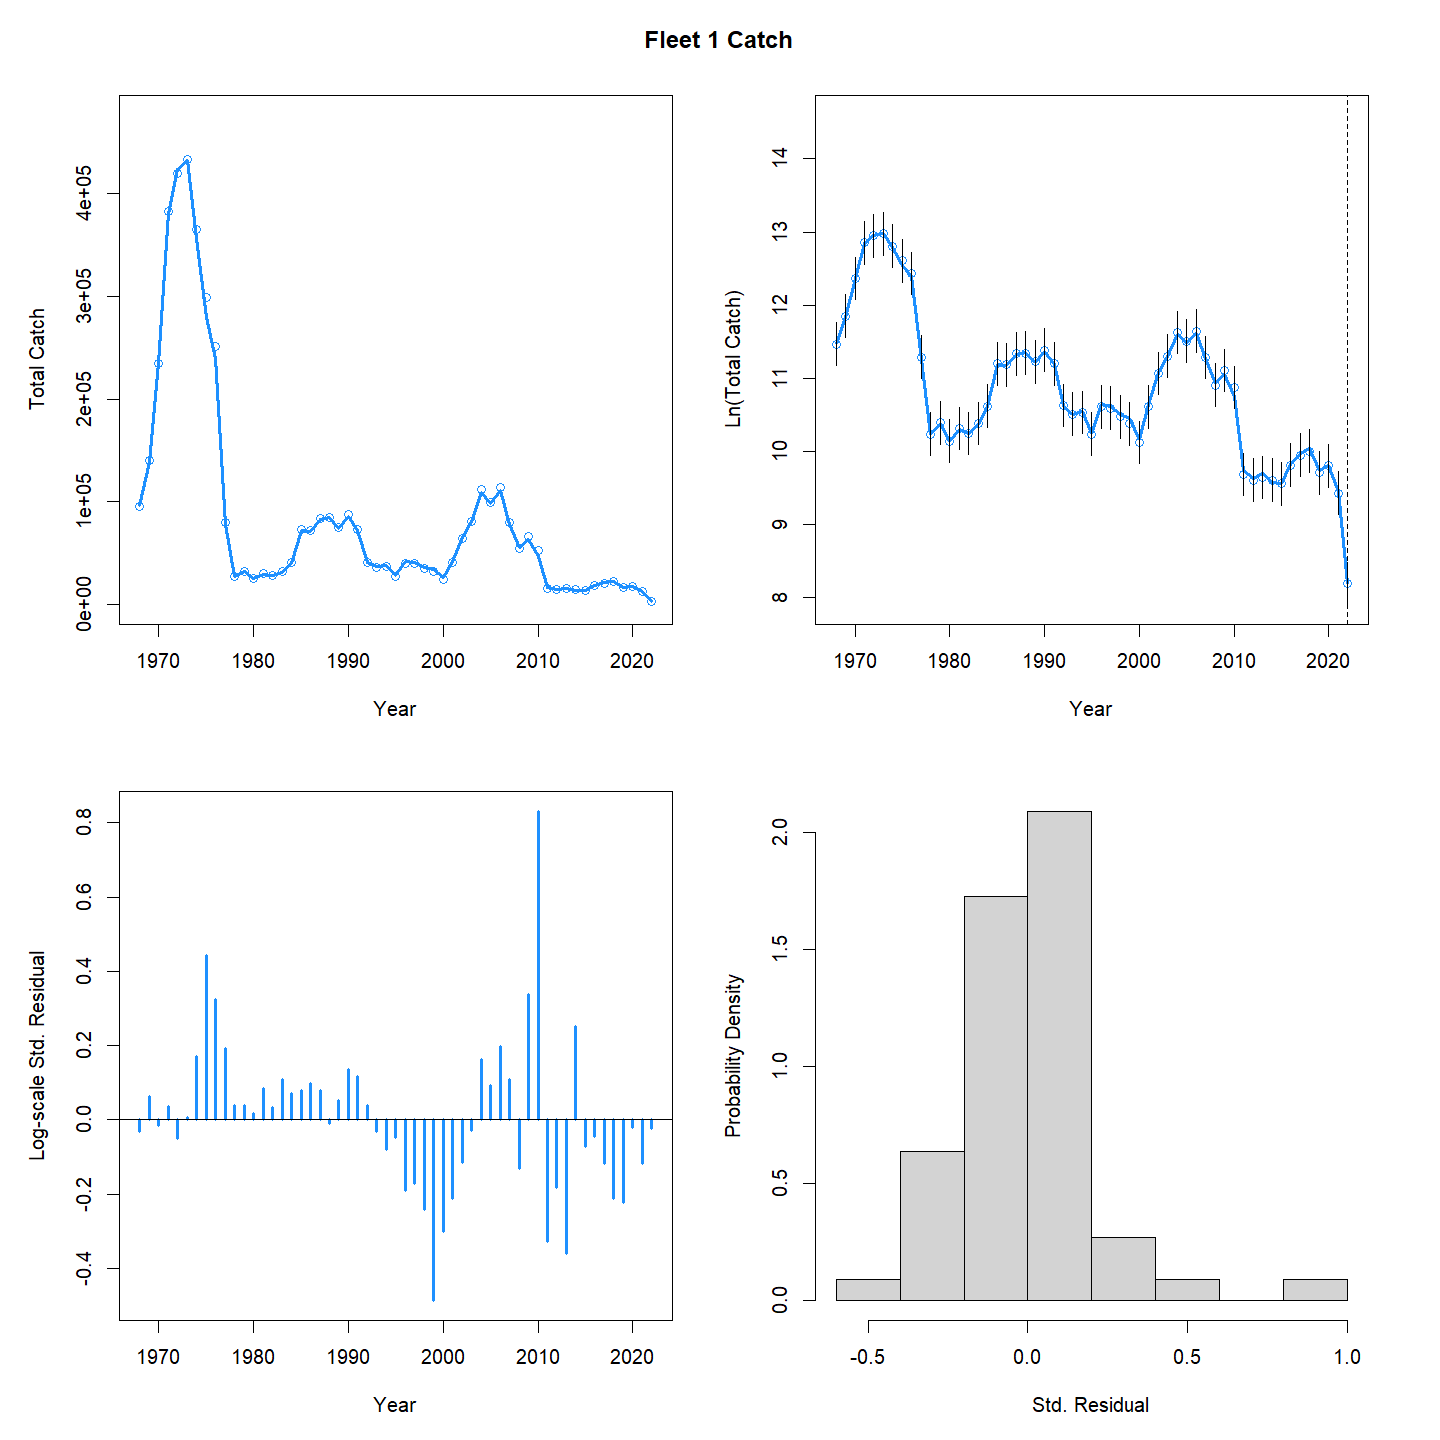 Fleet 1 Catch
Total Catch
0e+00 1e+05 2e+05 3e+05 4e+05
1970 1980 1990 2000 2010 2020
Year
Ln(Total Catch)
8 9 10 11 12 13 14
1970 1980 1990 2000 2010 2020
Year
Log-scale Std. Residual
-0.4 -0.2 0.0 0.2 0.4 0.6 0.8
1970 1980 1990 2000 2010 2020
Year
Probability Density
0.0 0.5 1.0 1.5 2.0
-0.5 0.0 0.5 1.0
Std. Residual